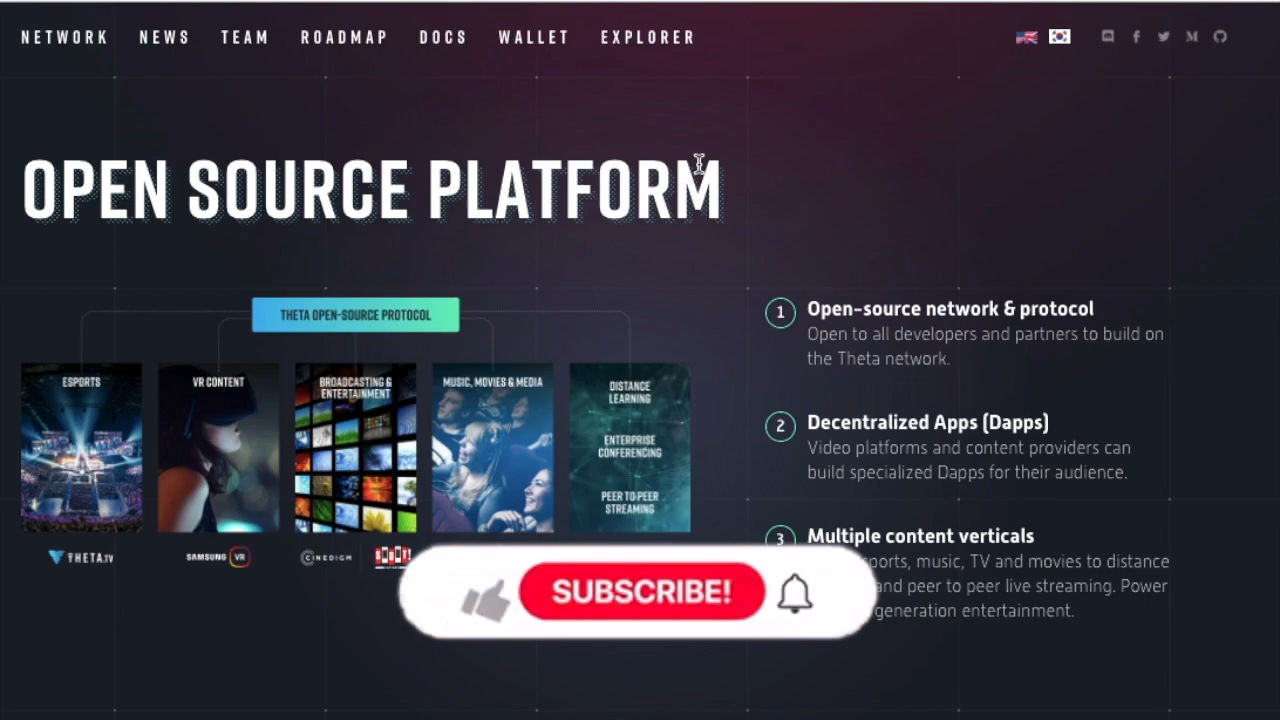 NETWORK NEWS TEAM ROADMAP DOCS WALLET EXPLORER
OPEN SOURCE PLATFORM
THETA OPEN-SOURCE PROTOCOL
ESPORTS
VR CONTENT
BROADCASTING &
ENTERTAINMENT
MUSIC, MOVIES & MEDIA
DISTANCE
LEARNING
ENTERPRISE
CONFERENCING
PEER TO PEER
STREAMING
THETA.tv
SAMSUNG VR
CINEDIGM
1 Open-source network & protocol
Open to all developers and partners to build on
the Theta network.
2 Decentralized Apps (Dapps)
Video platforms and content providers can
build specialized Dapps for their audience.
3 Multiple content verticals
sports, music, TV and movies to distance
and peer to peer live streaming. Power
generation entertainment.
SUBSCRIBE!